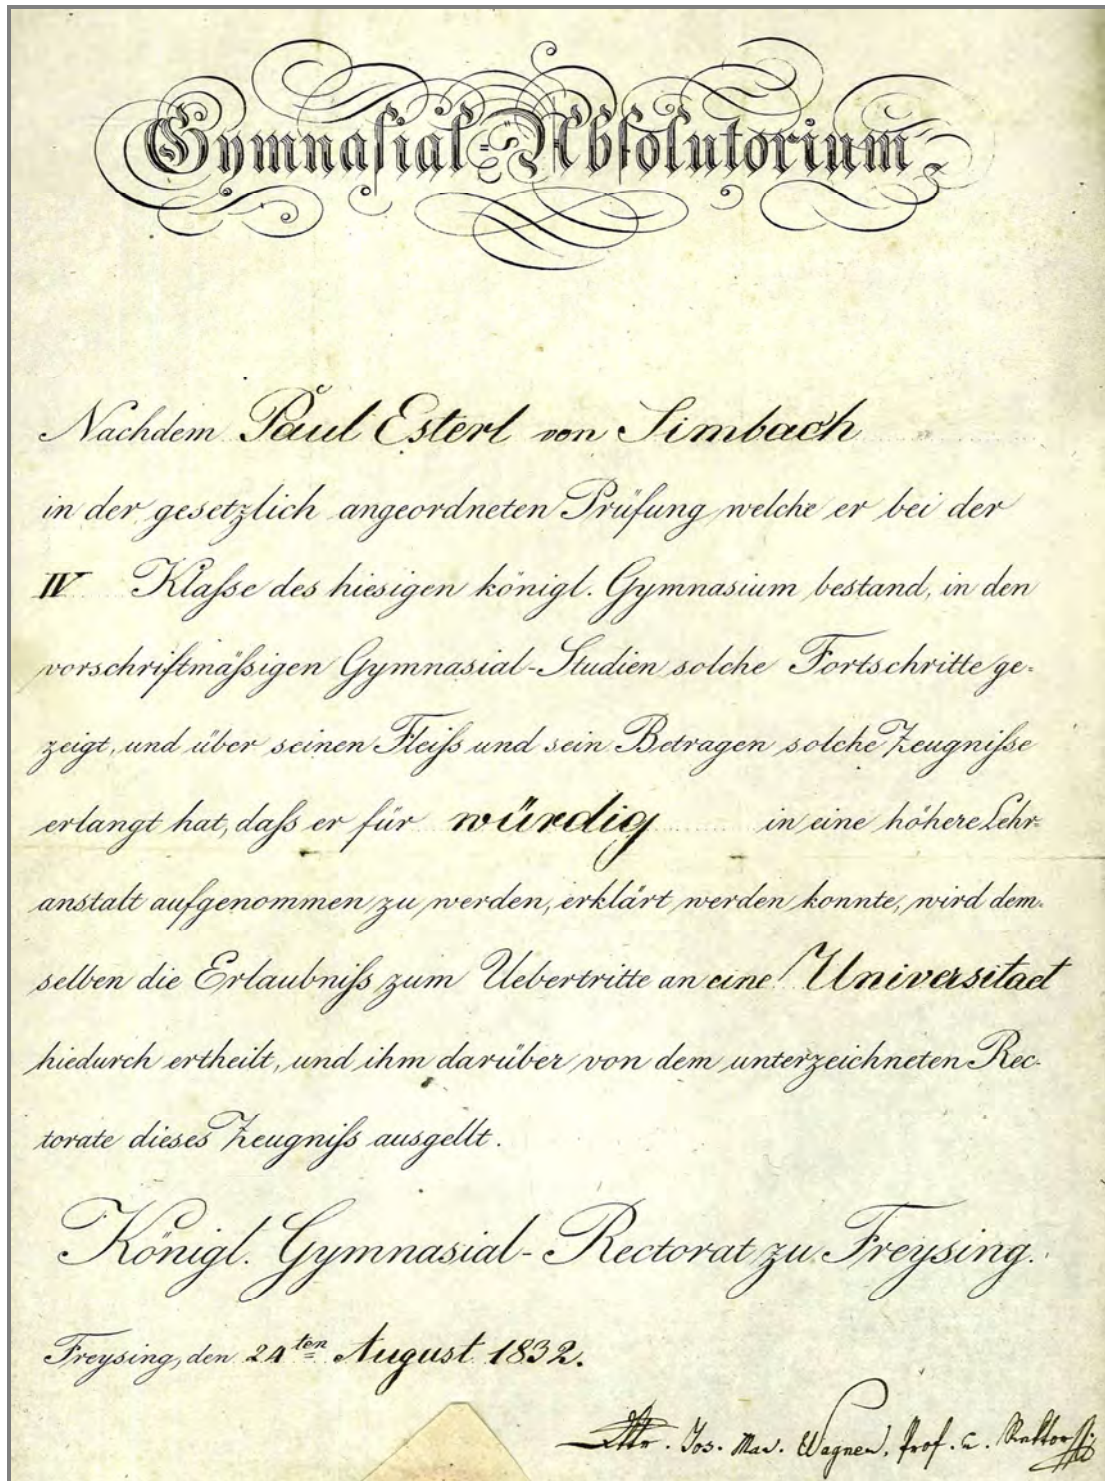 Gymnasial-Absolutorium.
Nachdem Paul Esterl von Simbach
in der gesetzlich angeordneten Prüfung welche er bei der
IV. Klaſse des hiesigen königl. Gymnasium bestand, in den
vorschriftmäſsigen Gymnasial-Studien solche Fortschritte ge-
zeigt, und über seinen Fleiſs und sein Betragen solche Zeugniſse
erlangt hat, daſs er für würdig in eine höhere Lehr-
anstalt aufgenommen zu werden, erklärt werden konnte, wird dem-
selben die Erlaubniſs zum Uebertritte an eine Universitaet
hiedurch ertheilt, und ihm darüber von dem unterzeichneten Rec-
torate dieses Zeugniſs ausgellt.
Königl. Gymnasial-Rectorat zu Freysing.
Freysing, den 24ten August 1832.
Jos. Wagner, Prof. u. Rektor